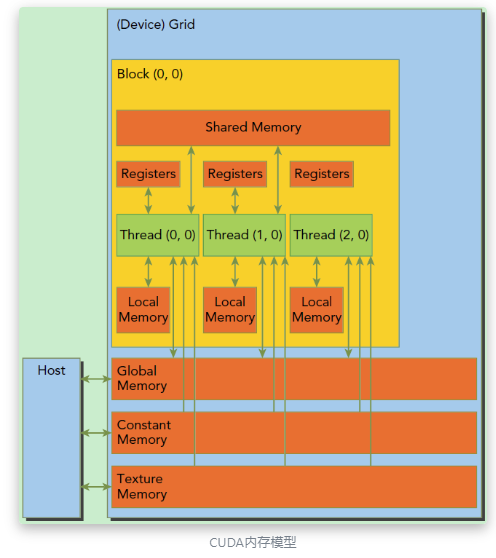 (Device) Grid
Block (0, 0)
Shared Memory
Registers
Registers
Registers
Thread (0, 0)
Thread (1, 0)
Thread (2, 0)
Local
Memory
Local
Memory
Local
Memory
Host
Global
Memory
Constant
Memory
Texture
Memory
CUDA内存模型